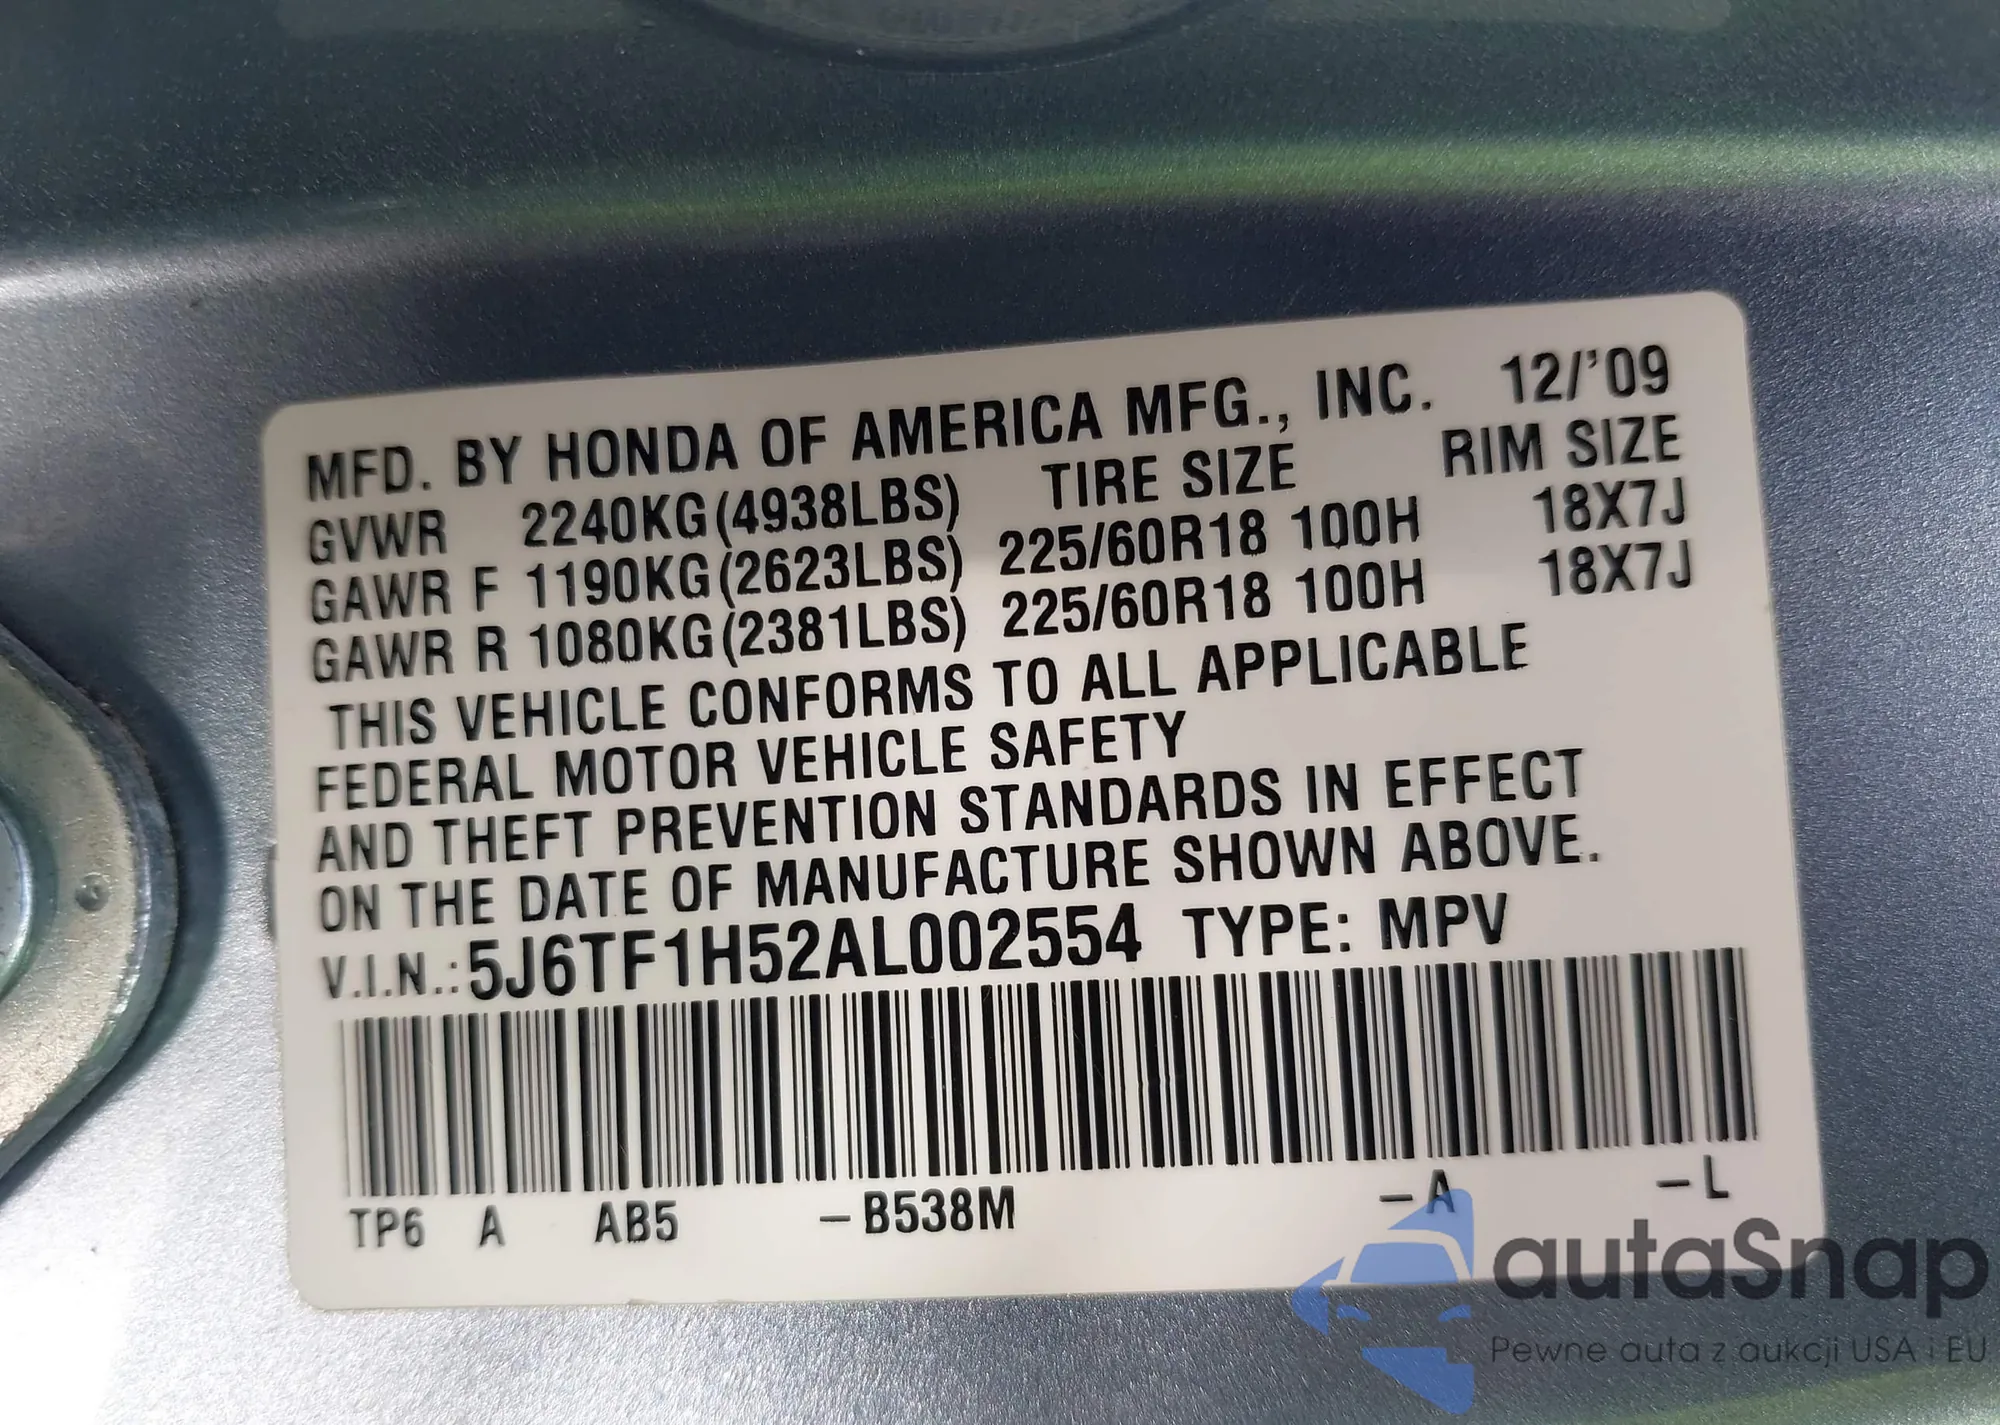 MFD. BY HONDA OF AMERICA MFG., INC. 12/'09
GVWR 2240KG(4938LBS) TIRE SIZE RIM SIZE
GAWR F 1190KG(2623LBS) 225/60R18 100H 18X7J
GAWR R 1080KG(2381LBS) 225/60R18 100H 18X7J
THIS VEHICLE CONFORMS TO ALL APPLICABLE
FEDERAL MOTOR VEHICLE SAFETY
AND THEFT PREVENTION STANDARDS IN EFFECT
ON THE DATE OF MANUFACTURE SHOWN ABOVE.
V.I.N.:5J6TF1H52AL002554 TYPE: MPV
TP6 A AB5 -B538M -A -L
autaSnap
Pewne auta z aukcji USA i EU